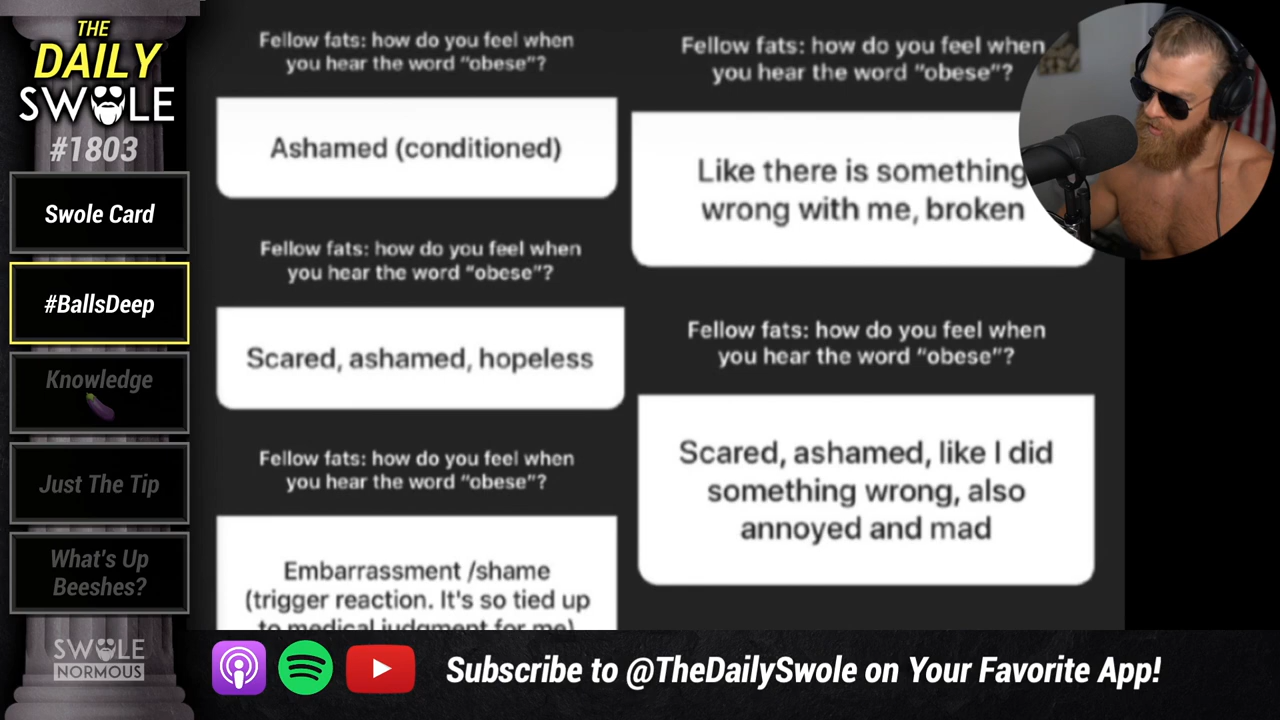 THE
DAILY
SWOLE
#1803
Swole Card
#BallsDeep
Knowledge
Just The Tip
What's Up
Beeshes?
SWOLE
NORMOUS
Fellow fats: how do you feel when
you hear the word “obese”?
Ashamed (conditioned)
Fellow fats: how do you feel when
you hear the word “obese”?
Scared, ashamed, hopeless
Fellow fats: how do you feel when
you hear the word “obese”?
Embarrassment /shame
(trigger reaction. It's so tied up
to medical judgment for me)
Fellow fats: how do you feel when
you hear the word “obese”?
Like there is something
wrong with me, broken
Fellow fats: how do you feel when
you hear the word “obese”?
Scared, ashamed, like I did
something wrong, also
annoyed and mad
Subscribe to @TheDailySwole on Your Favorite App!